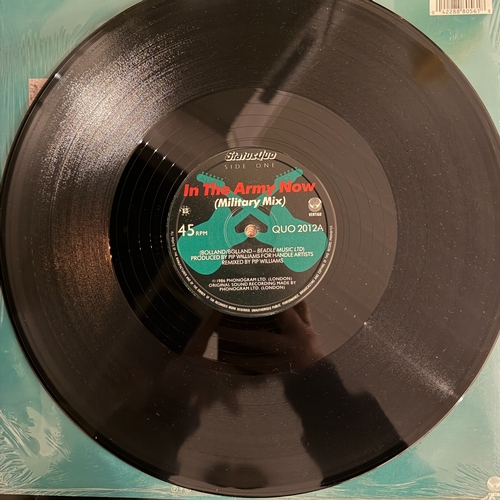 StatusQuo
SIDE ONE
In The Army Now
(Military Mix)
VERTIGO
45 RPM
QUO 2012A
(BOLLAND/BOLLAND – BEADLE MUSIC LTD)
PRODUCED BY PIP WILLIAMS FOR HANDLE ARTISTS
REMIXED BY PIP WILLIAMS
℗ 1986 PHONOGRAM LTD. (LONDON)
ORIGINAL SOUND RECORDING MADE BY
PHONOGRAM LTD. (LONDON)